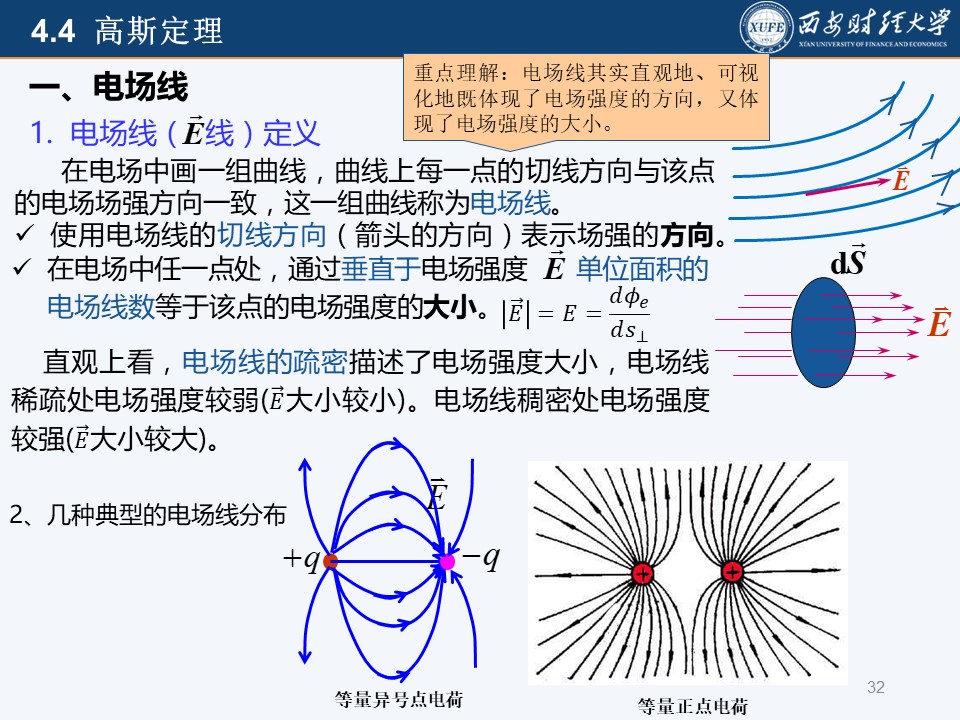 4.4 高斯定理
西安财经大学
XUFE
XI'AN UNIVERSITY OF FINANCE AND ECONOMICS
一、电场线
重点理解：电场线其实直观地、可视
化地既体现了电场强度的方向，又体
现了电场强度的大小。
1. 电场线（E⃗线）定义
在电场中画一组曲线，曲线上每一点的切线方向与该点
的电场场强方向一致，这一组曲线称为电场线。
E⃗
✓ 使用电场线的切线方向（箭头的方向）表示场强的方向。
✓ 在电场中任一点处，通过垂直于电场强度 E⃗ 单位面积的
电场线数等于该点的电场强度的大小。|E⃗| = E = dϕₑ/ds⊥
dS⃗
E⃗
直观上看，电场线的疏密描述了电场强度大小，电场线
稀疏处电场强度较弱(E⃗大小较小)。电场线稠密处电场强度
较强(E⃗大小较大)。
2、几种典型的电场线分布
E⃗
+q
−q
+ +
等量异号点电荷
等量正点电荷
32